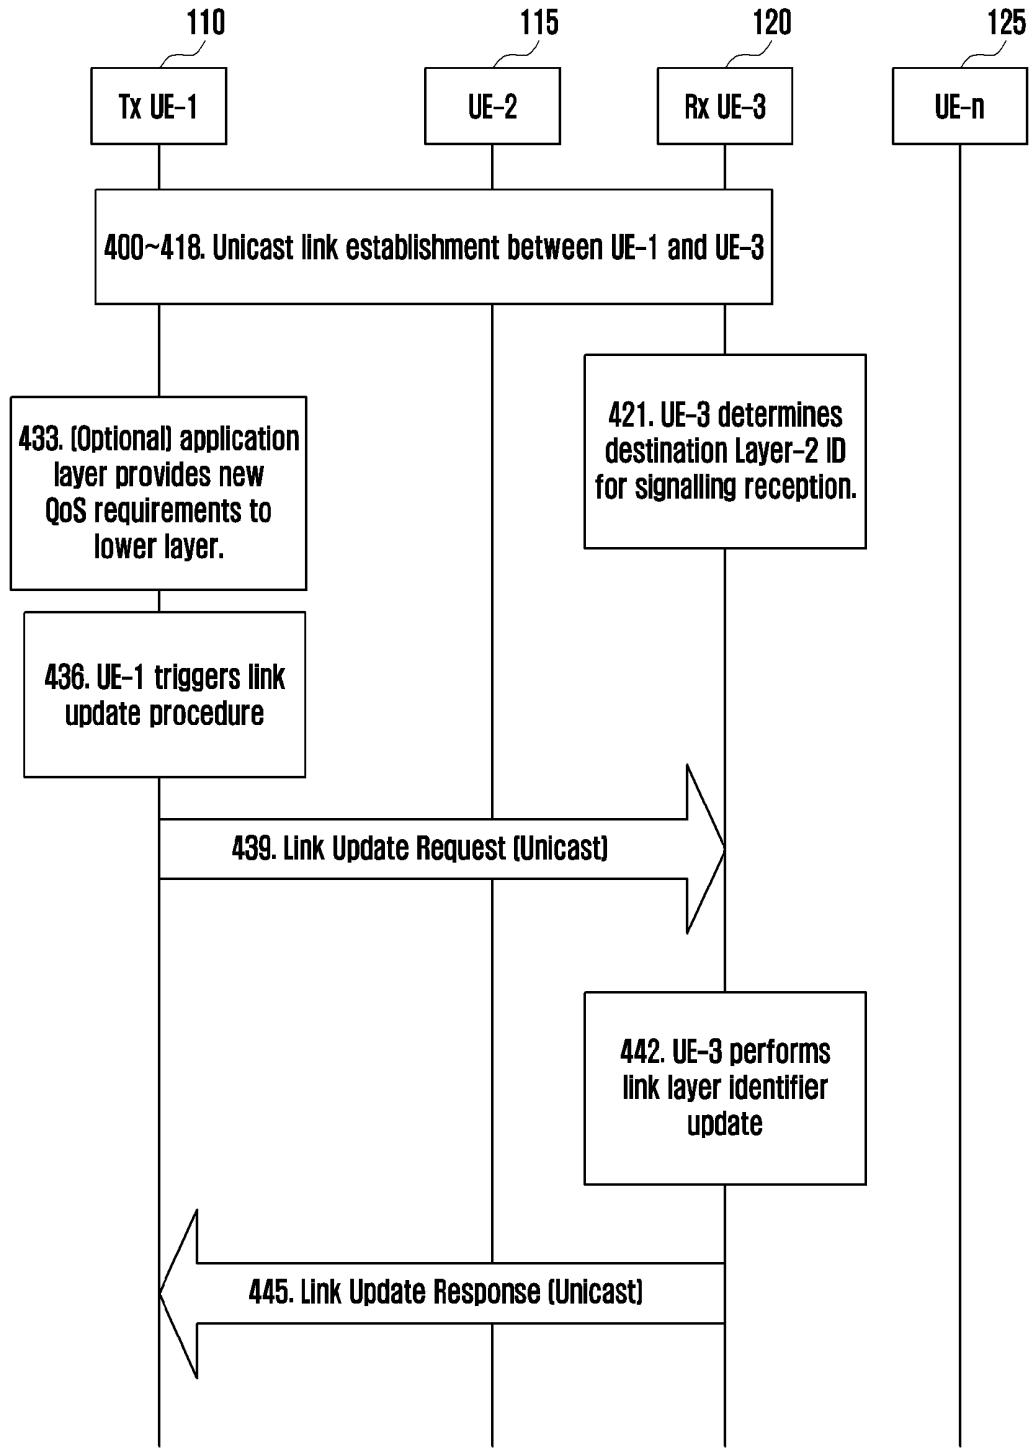 110
115
120
125
Tx UE-1
UE-2
Rx UE-3
UE-n
400~418. Unicast link establishment between UE-1 and UE-3
421. UE-3 determines
destination Layer-2 ID
for signalling reception.
433. (Optional) application
layer provides new
QoS requirements to
lower layer.
436. UE-1 triggers link
update procedure
439. Link Update Request (Unicast)
442. UE-3 performs
link layer identifier
update
445. Link Update Response (Unicast)